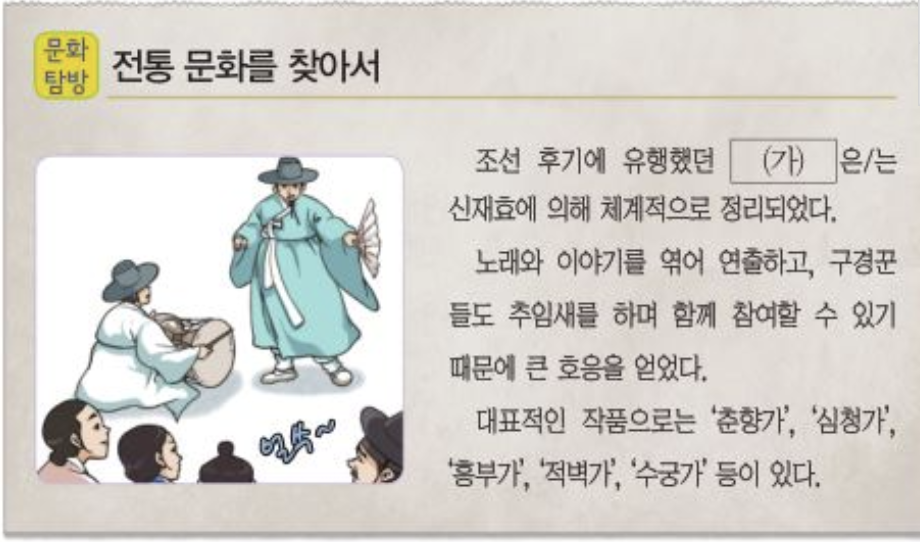 문화
탐방
전통 문화를 찾아서
조선 후기에 유행했던 (가) 은/는
신재효에 의해 체계적으로 정리되었다.
노래와 이야기를 엮어 연출하고, 구경꾼
들도 추임새를 하며 함께 참여할 수 있기
때문에 큰 호응을 얻었다.
대표적인 작품으로는 ‘춘향가’, ‘심청가’,
‘흥부가’, ‘적벽가’, ‘수궁가’ 등이 있다.
얼쑤~